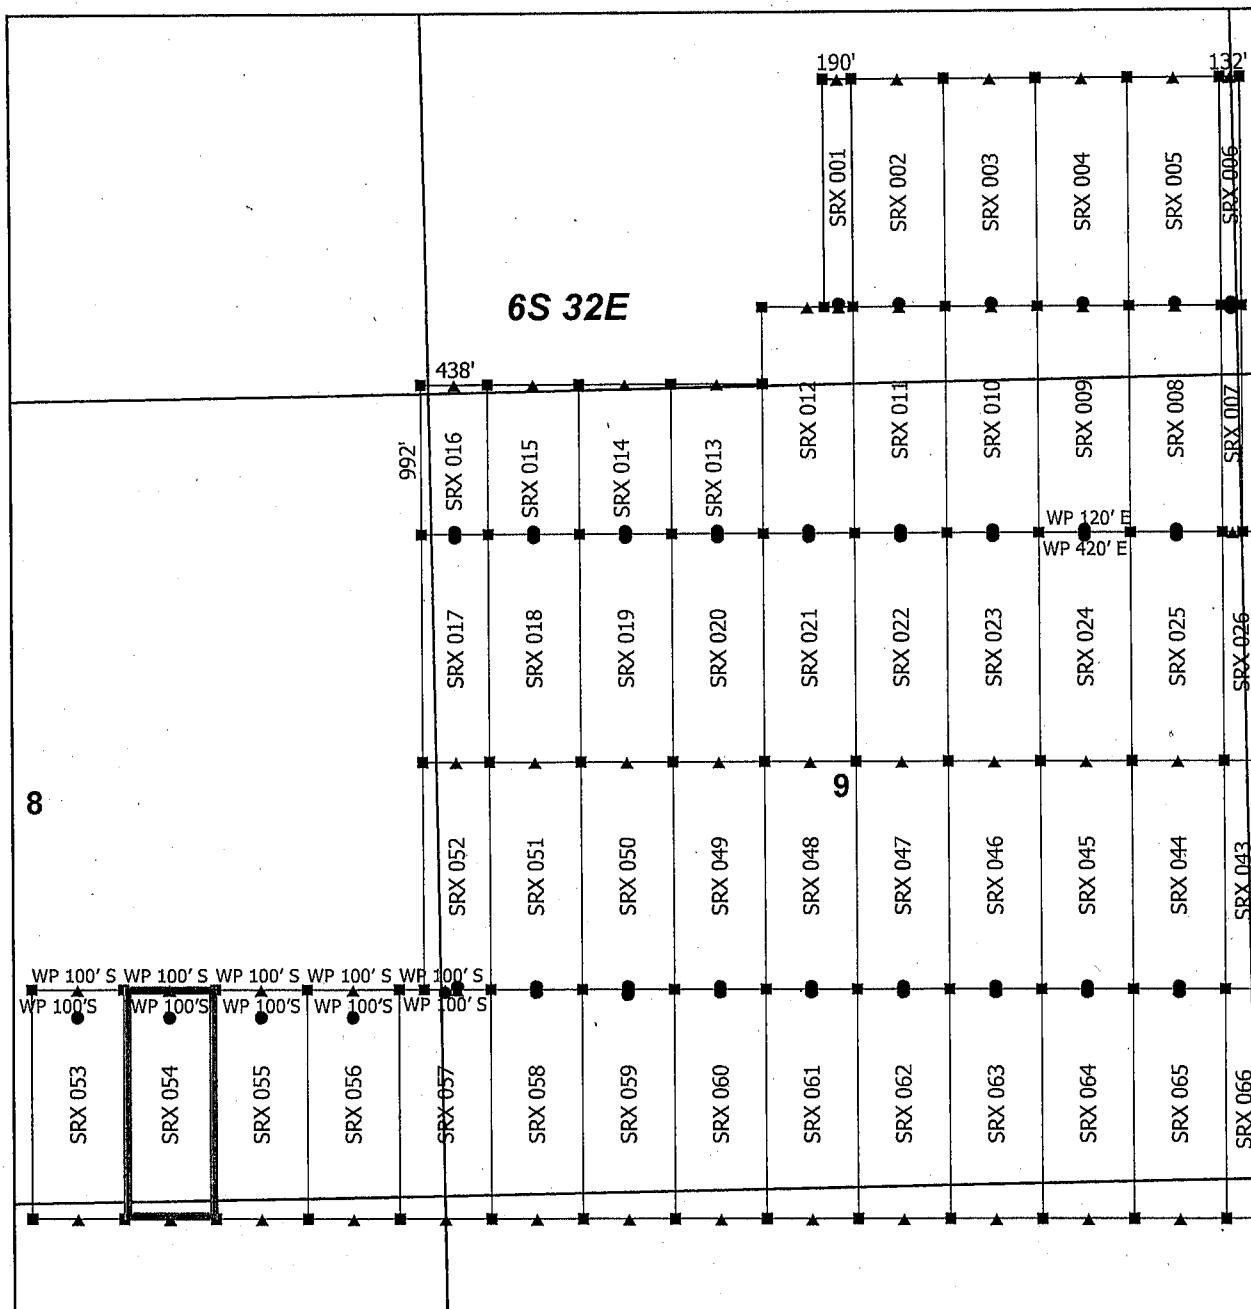 190'
132'
SRX 001
SRX 002
SRX 003
SRX 004
SRX 005
SRX 006
6S 32E
438'
992'
SRX 016
SRX 015
SRX 014
SRX 013
SRX 012
SRX 011
SRX 010
SRX 009
SRX 008
SRX 007
WP 120' E
WP 420' E
SRX 017
SRX 018
SRX 019
SRX 020
SRX 021
SRX 022
SRX 023
SRX 024
SRX 025
SRX 026
8
9
SRX 052
SRX 051
SRX 050
SRX 049
SRX 048
SRX 047
SRX 046
SRX 045
SRX 044
SRX 043
WP 100' S
WP 100' S
WP 100' S
WP 100' S
WP 100' S
WP 100'S
WP 100'S
WP 100'S
WP 100'S
WP 100' S
SRX 053
SRX 054
SRX 055
SRX 056
SRX 057
SRX 058
SRX 059
SRX 060
SRX 061
SRX 062
SRX 063
SRX 064
SRX 065
SRX 066